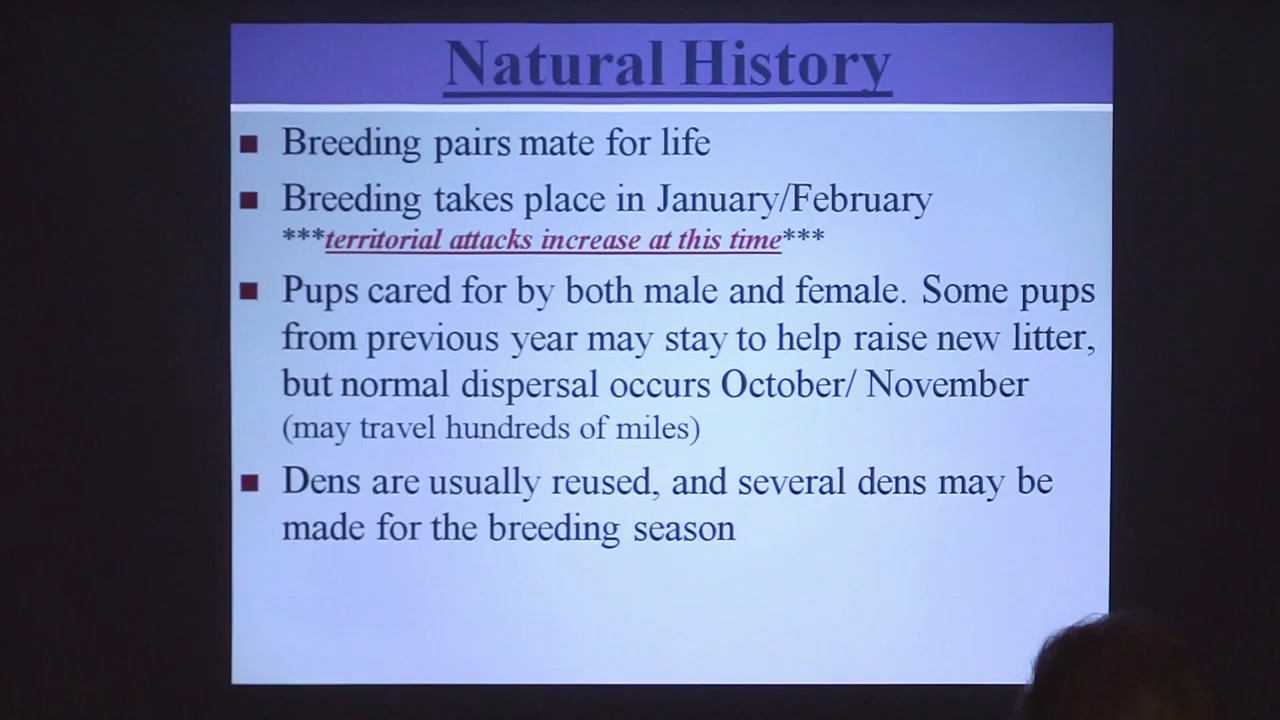 Natural History
Breeding pairs mate for life
Breeding takes place in January/February
***territorial attacks increase at this time***
Pups cared for by both male and female. Some pups
from previous year may stay to help raise new litter,
but normal dispersal occurs October/ November
(may travel hundreds of miles)
Dens are usually reused, and several dens may be
made for the breeding season